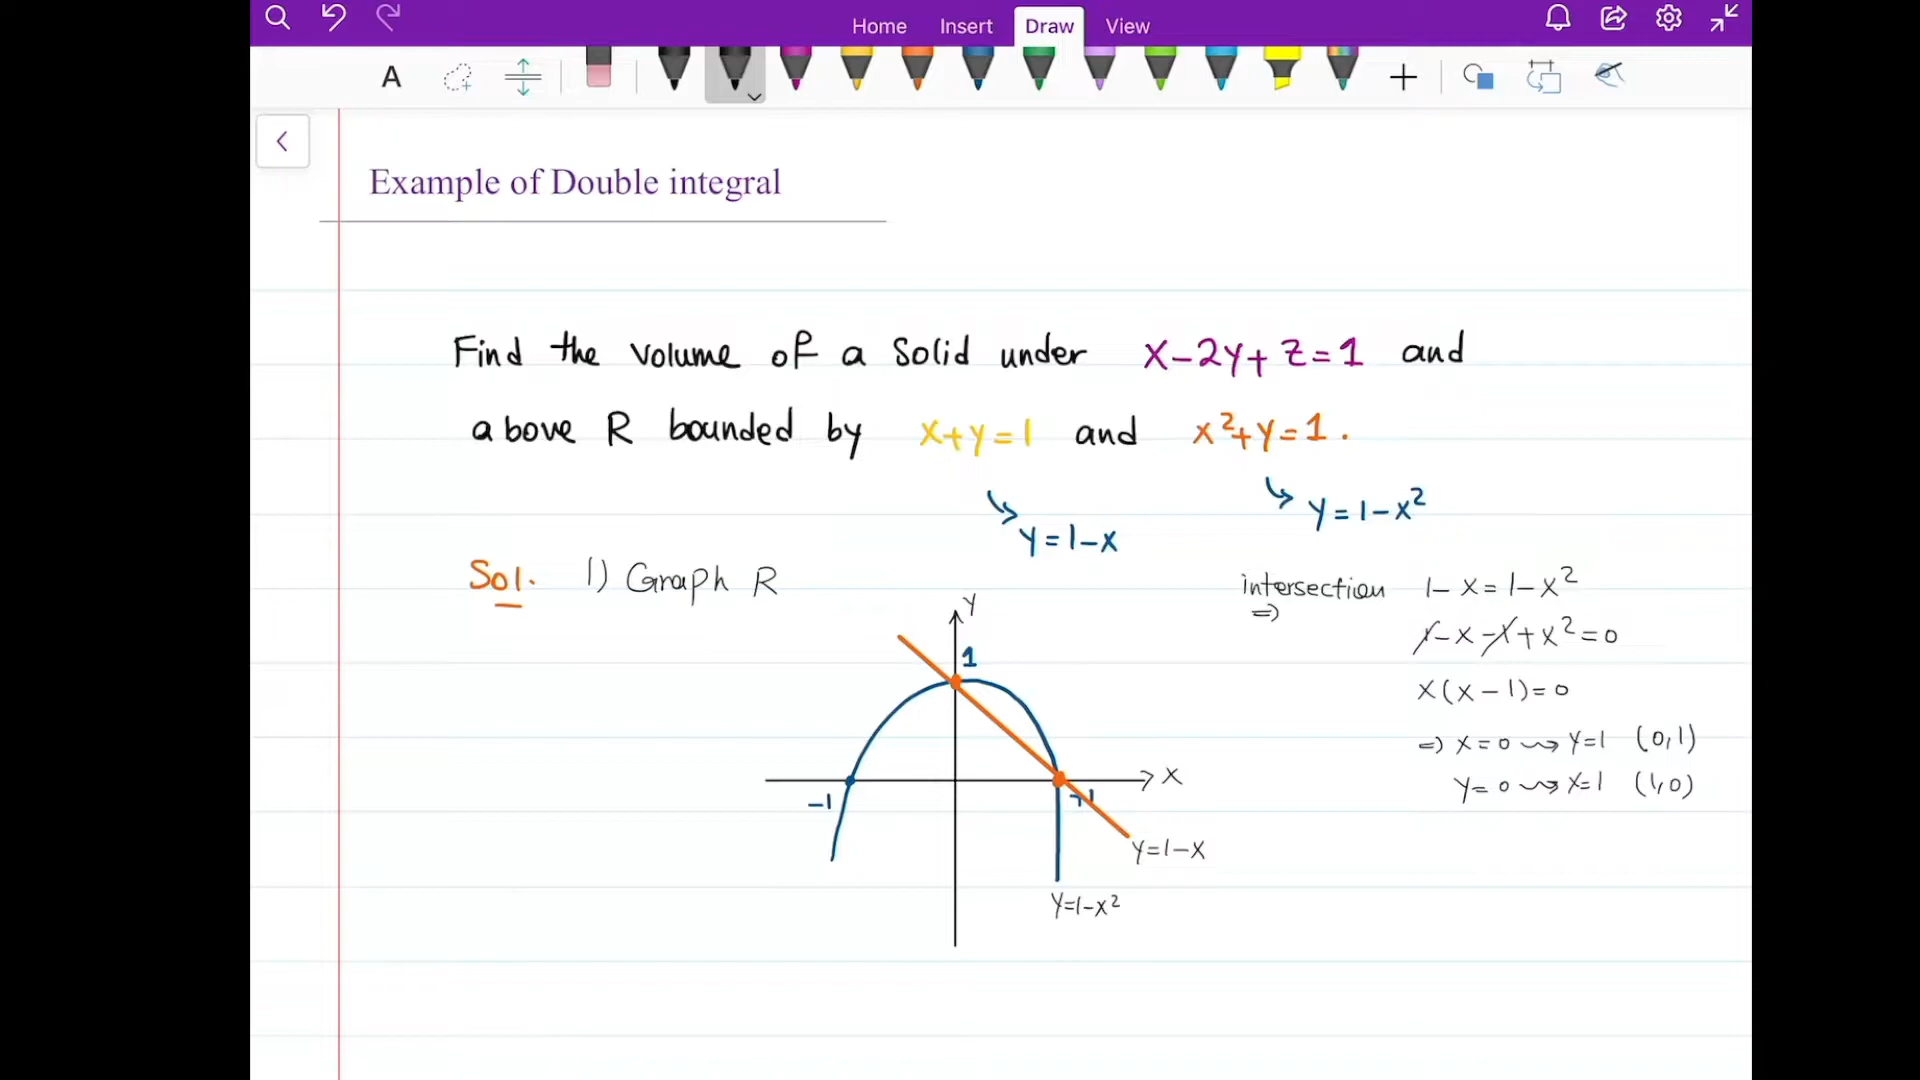 Home Insert Draw View
A
Example of Double integral
Find the volume of a solid under x-2y+z=1 and
above R bounded by x+y=1 and x²+y=1.
y=1-x²
y=1-x
Sol. 1) Graph R
intersection 1-x=1-x²
⇒
1-x-1+x²=0
x(x-1)=0
⇒ x=0 ⇝ y=1 (0,1)
y=0 ⇝ x=1 (1,0)
y
1
x
-1 +1
y=1-x
y=1-x²